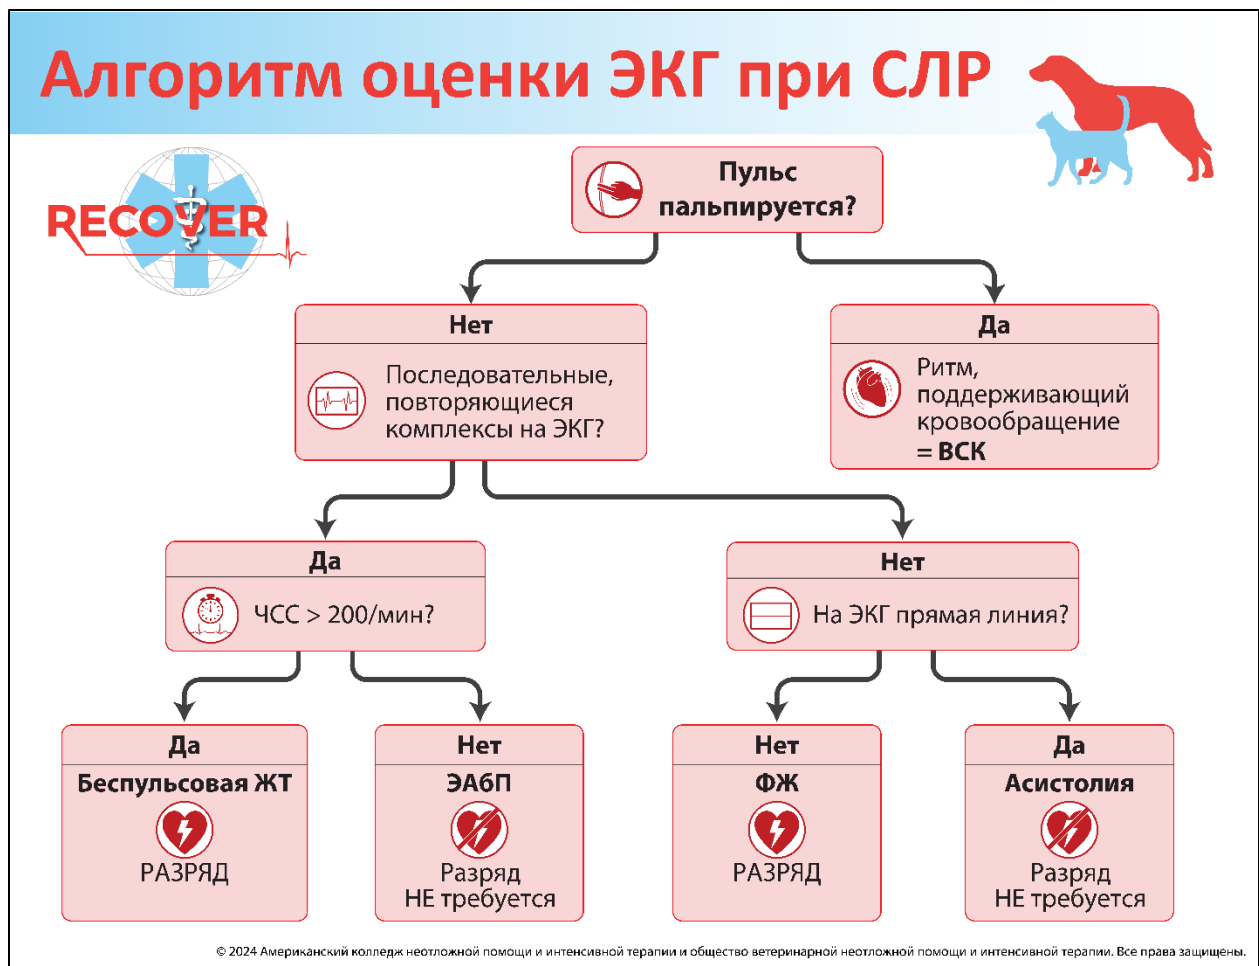 Алгоритм оценки ЭКГ при СЛР
RECOVER
Пульс
пальпируется?
Нет
Последовательные,
повторяющиеся
комплексы на ЭКГ?
Да
Ритм,
поддерживающий
кровообращение
= ВСК
Да
ЧСС > 200/мин?
Нет
На ЭКГ прямая линия?
Да
Беспульсовая ЖТ
РАЗРЯД
Нет
ЭАбП
Разряд
НЕ требуется
Нет
ФЖ
РАЗРЯД
Да
Асистолия
Разряд
НЕ требуется
© 2024 Американский колледж неотложной помощи и интенсивной терапии и общество ветеринарной неотложной помощи и интенсивной терапии. Все права защищены.